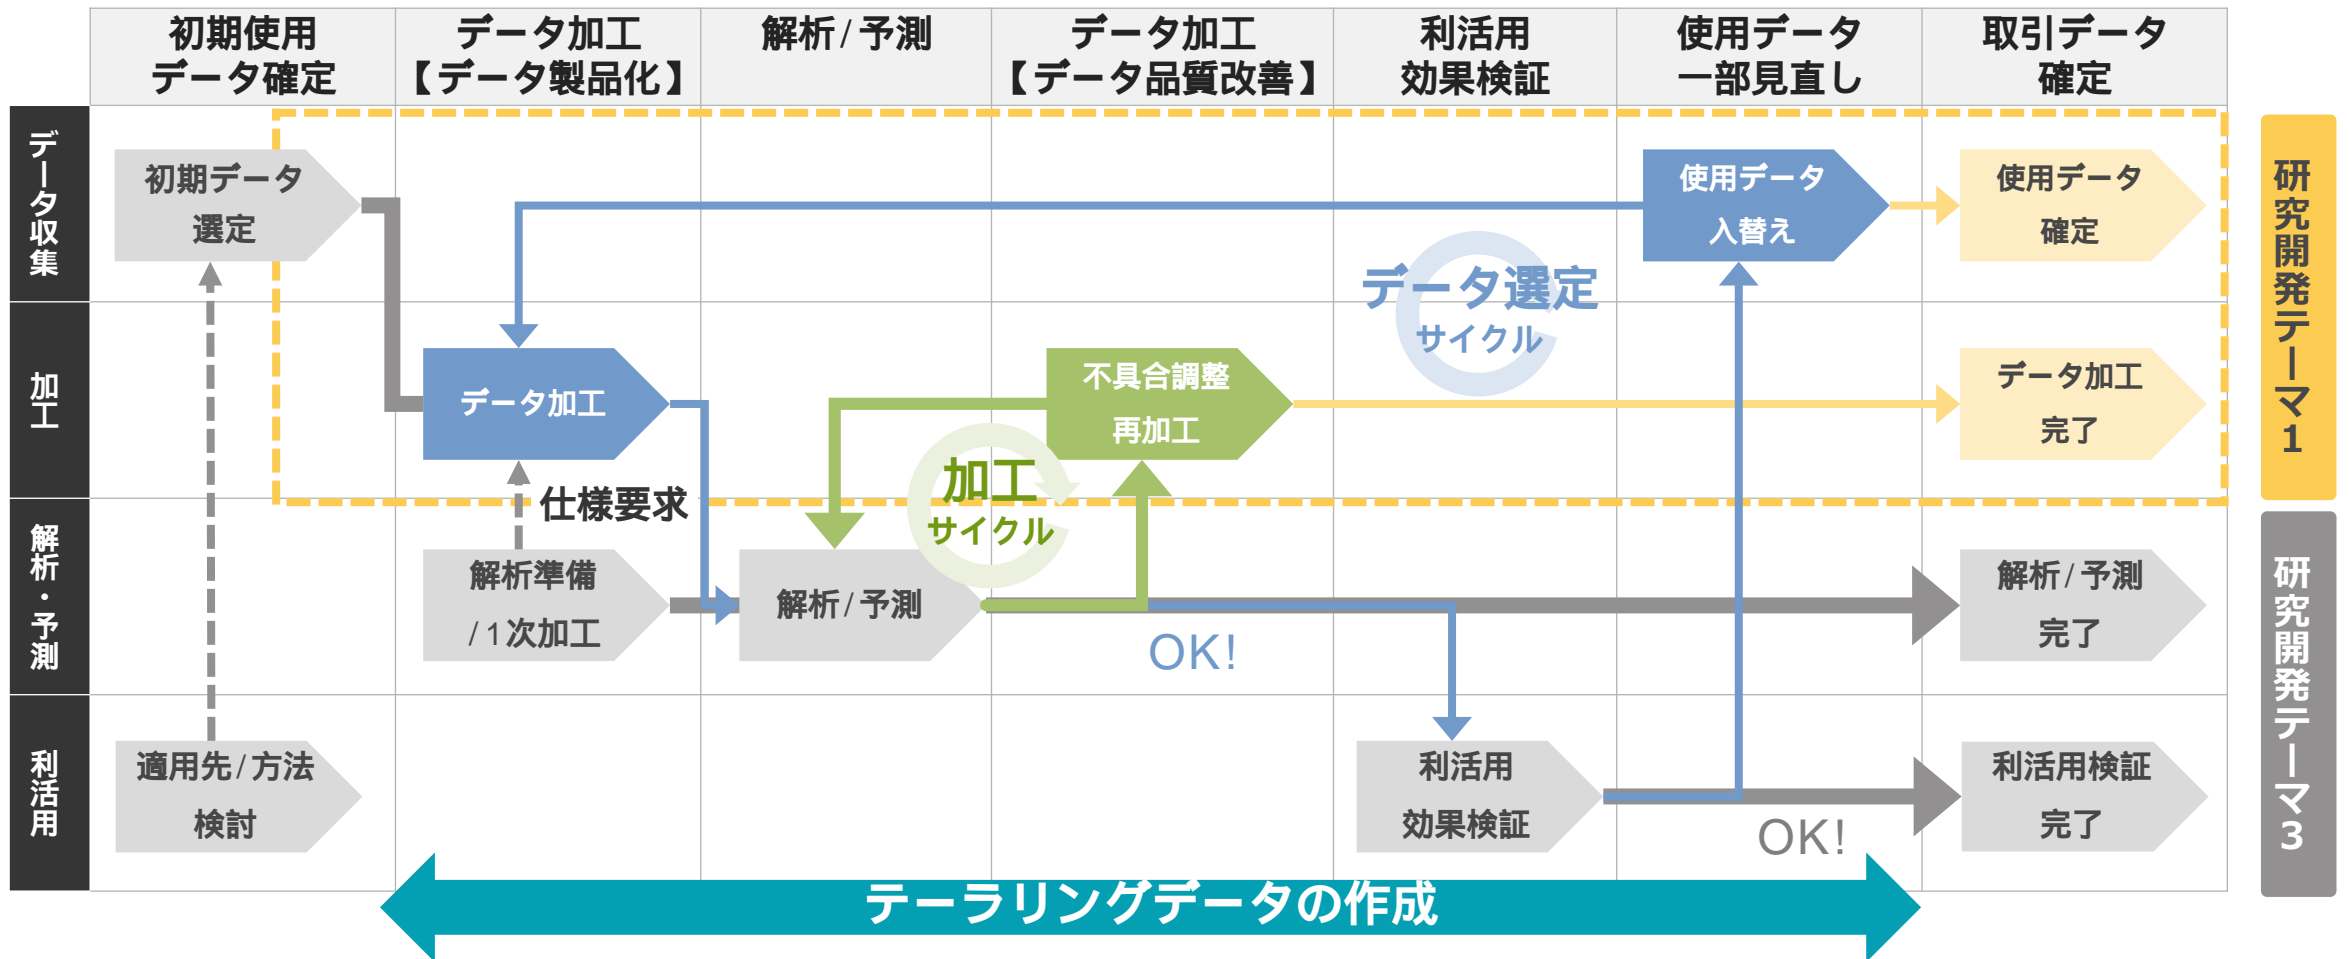 初期使用
データ確定
データ加工
【データ製品化】
解析/予測
データ加工
【データ品質改善】
利活用
効果検証
使用データ
一部見直し
取引データ
確定
データ収集
初期データ
選定
使用データ
入替え
使用データ
確定
データ選定
サイクル
研究開発テーマ1
加工
データ加工
不具合調整
再加工
データ加工
完了
加工
サイクル
仕様要求
解析・予測
解析準備
/1次加工
解析/予測
OK!
解析/予測
完了
研究開発テーマ3
利活用
適用先/方法
検討
利活用
効果検証
OK!
利活用検証
完了
テーラリングデータの作成